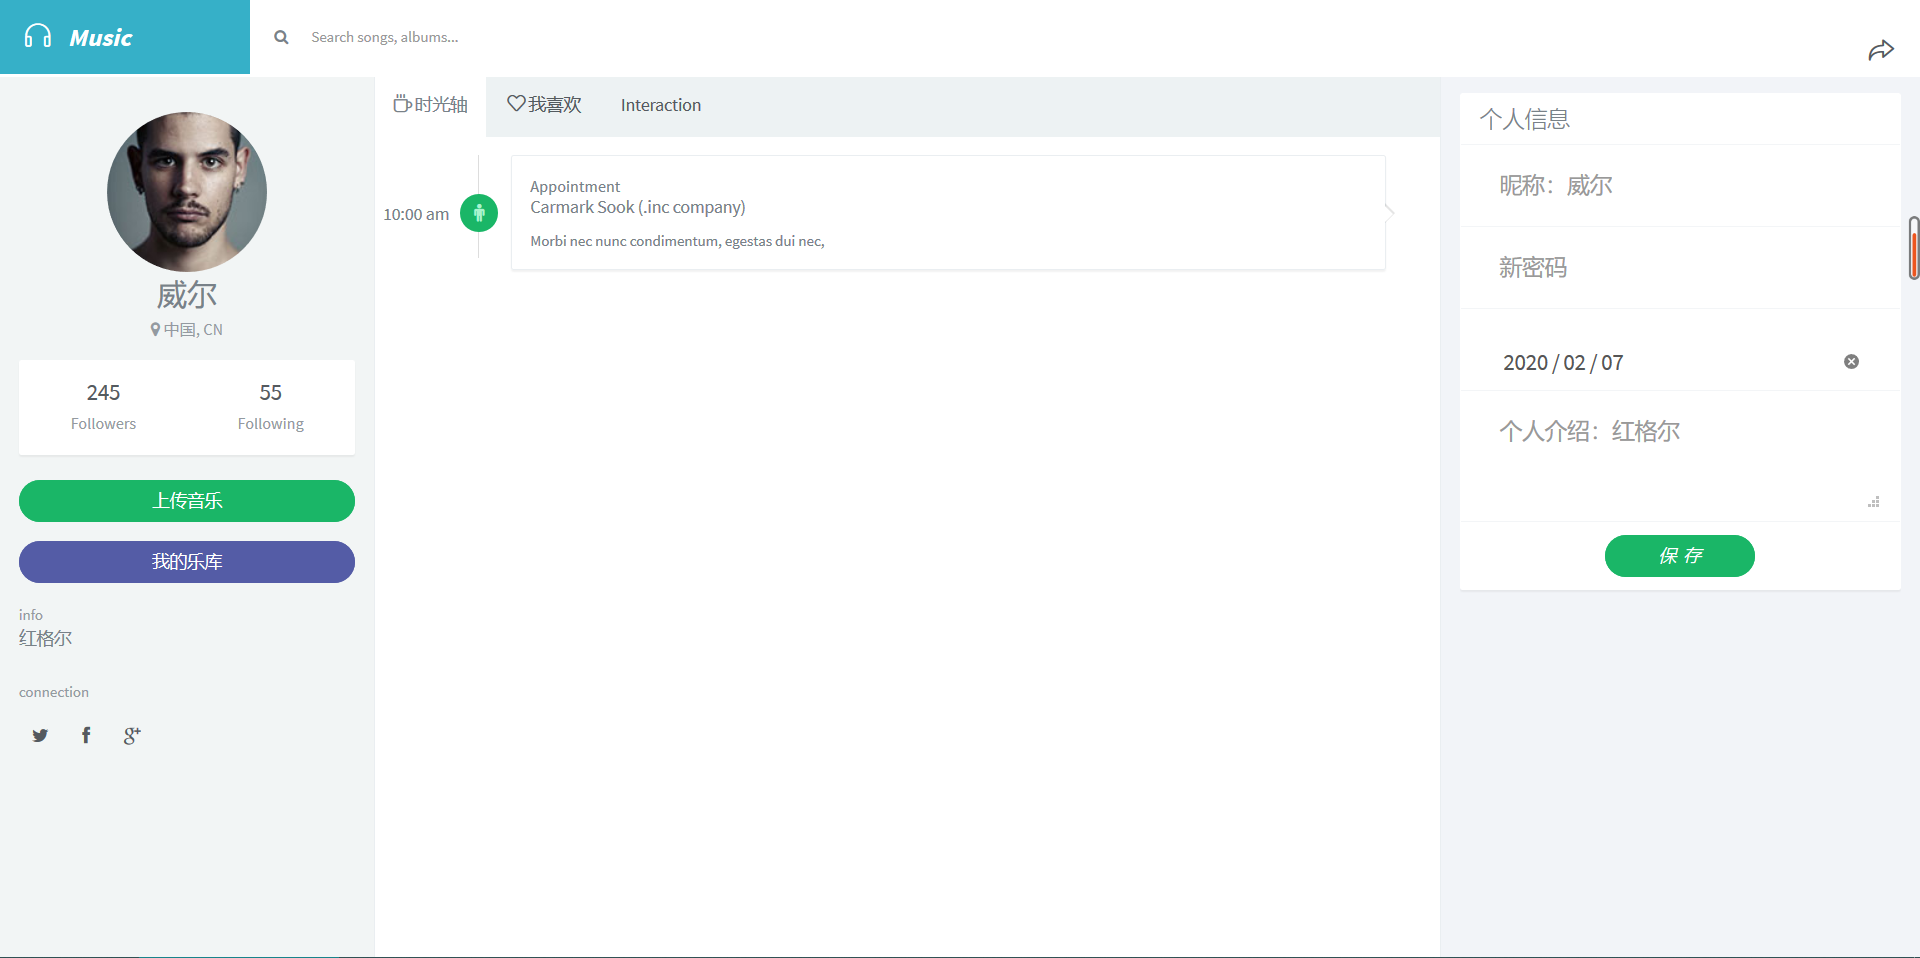 Music
Search songs, albums...
威尔
中国, CN
245
Followers
55
Following
上传音乐
我的乐库
info
红格尔
connection
时光轴
我喜欢
Interaction
10:00 am
Appointment
Carmark Sook (.inc company)
Morbi nec nunc condimentum, egestas dui nec,
个人信息
昵称：威尔
新密码
2020 / 02 / 07
个人介绍：红格尔
保 存